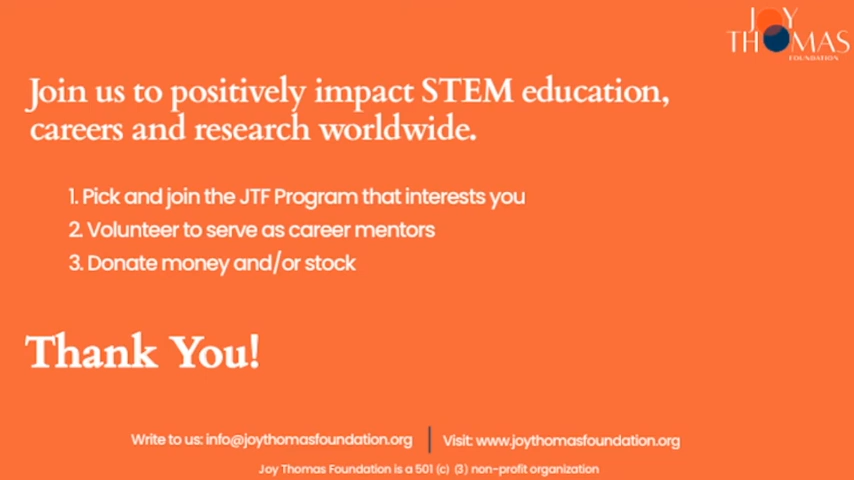 JOY
THOMAS
FOUNDATION
Join us to positively impact STEM education,
careers and research worldwide.
1. Pick and join the JTF Program that interests you
2. Volunteer to serve as career mentors
3. Donate money and/or stock
Thank You!
Write to us: info@joythomasfoundation.org | Visit: www.joythomasfoundation.org
Joy Thomas Foundation is a 501 (c) (3) non-profit organization